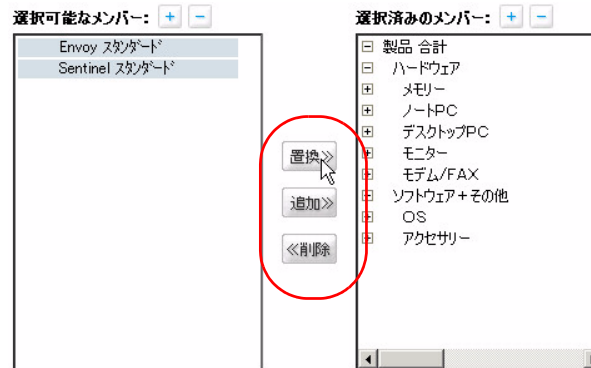 選択可能なメンバー: + −
Envoy スタンダード
Sentinel スタンダード
置換≫
追加≫
≪削除
選択済みのメンバー: + −
製品 合計
ハードウェア
メモリー
ノートPC
デスクトップPC
モニター
モデム/FAX
ソフトウェア+その他
OS
アクセサリー